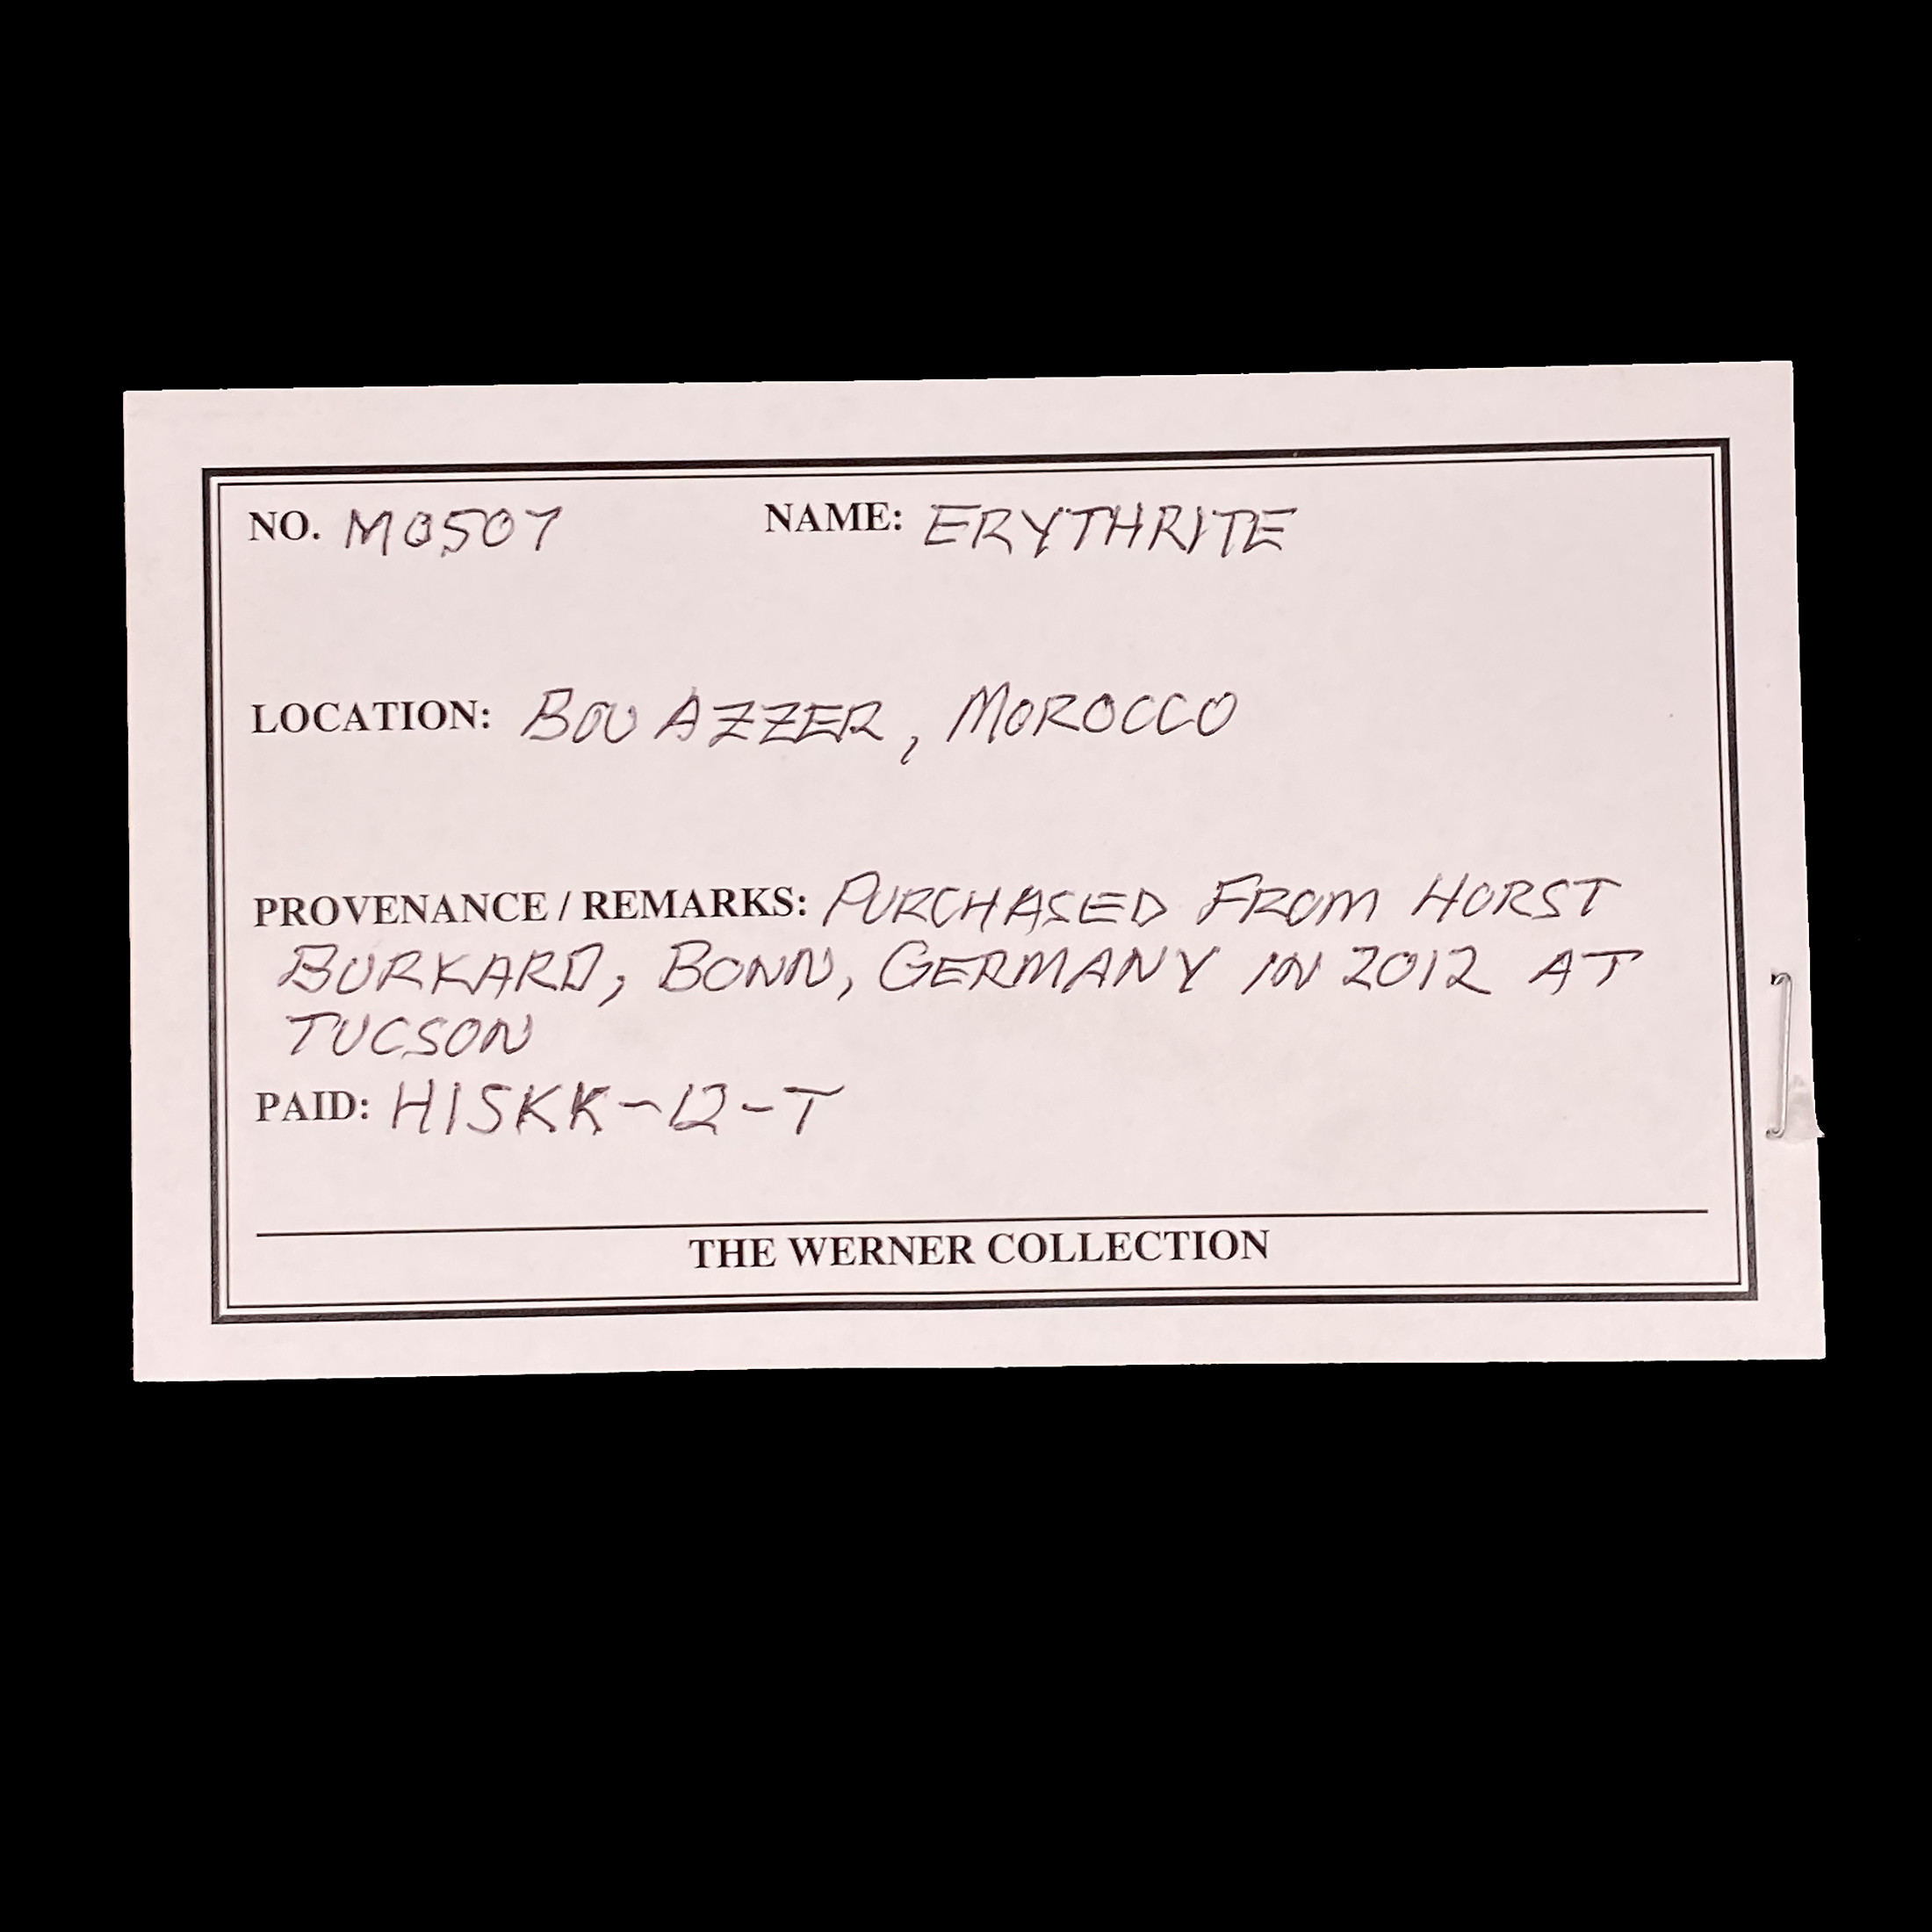 NO. M0507 NAME: ERYTHRITE
LOCATION: BOU AZZER, MOROCCO
PROVENANCE / REMARKS: PURCHASED FROM HORST
BURKARD, BONN, GERMANY IN 2012 AT
TUCSON
PAID: HISKK-12-T
THE WERNER COLLECTION